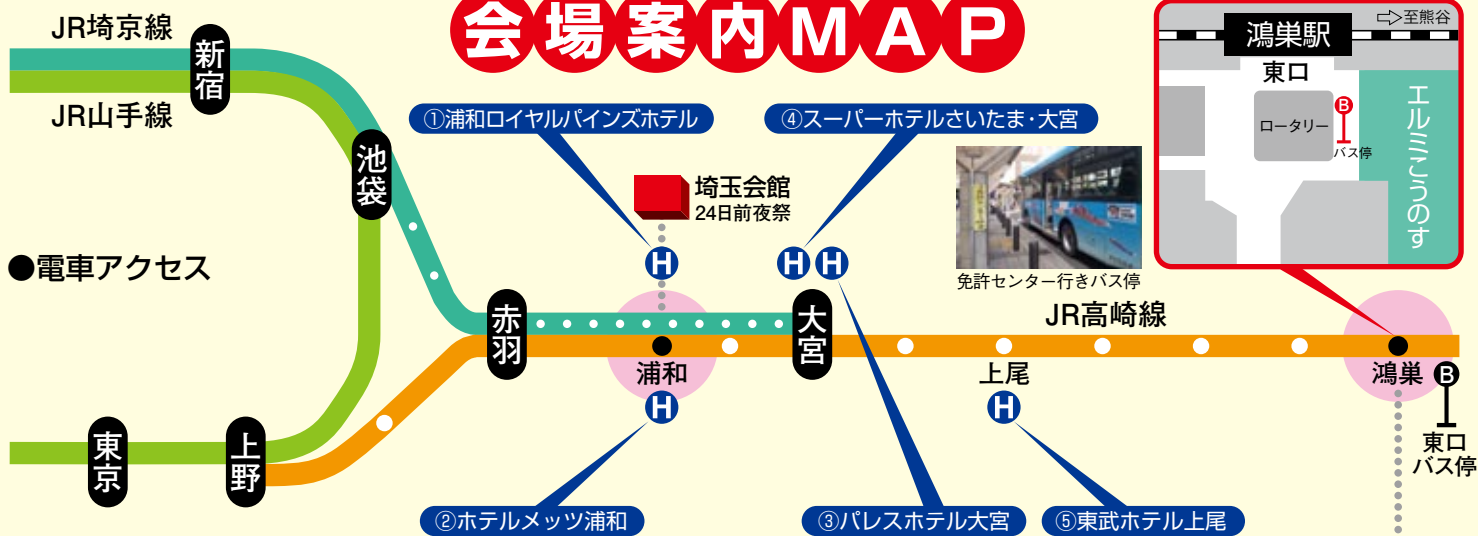 会場案内MAP
JR埼京線
新宿
JR山手線
池袋
●電車アクセス
東京
上野
赤羽
①浦和ロイヤルパインズホテル
④スーパーホテルさいたま・大宮
埼玉会館
24日前夜祭
H
H H
浦和
H
大宮
②ホテルメッツ浦和
③パレスホテル大宮
⑤東武ホテル上尾
免許センター行きバス停
JR高崎線
上尾
H
鴻巣
B
東口
バス停
⇨至熊谷
鴻巣駅
東口
ロータリー
B
バス停
エルミこうのす